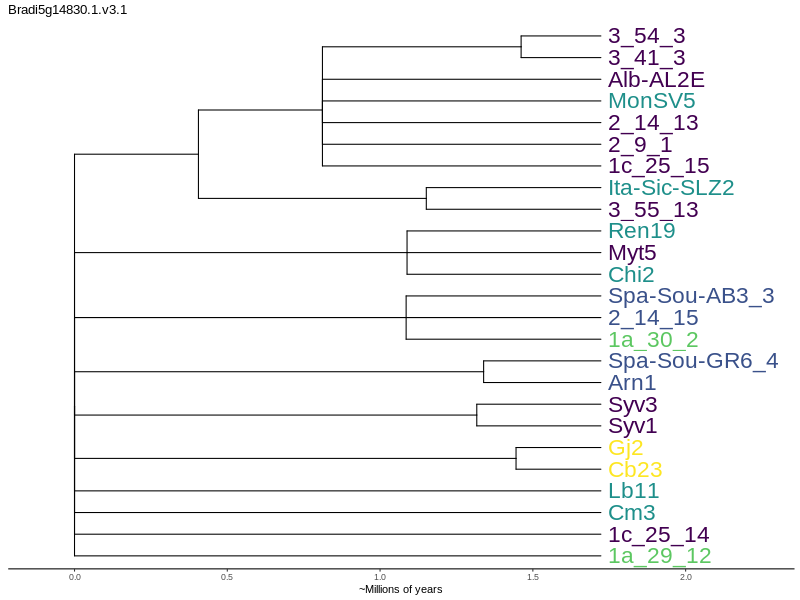 Bradi5g14830.1.v3.1
3_54_3
3_41_3
Alb-AL2E
MonSV5
2_14_13
2_9_1
1c_25_15
Ita-Sic-SLZ2
3_55_13
Ren19
Myt5
Chi2
Spa-Sou-AB3_3
2_14_15
1a_30_2
Spa-Sou-GR6_4
Arn1
Syv3
Syv1
Gj2
Cb23
Lb11
Cm3
1c_25_14
1a_29_12
0.0 0.5 1.0 1.5 2.0
~Millions of years